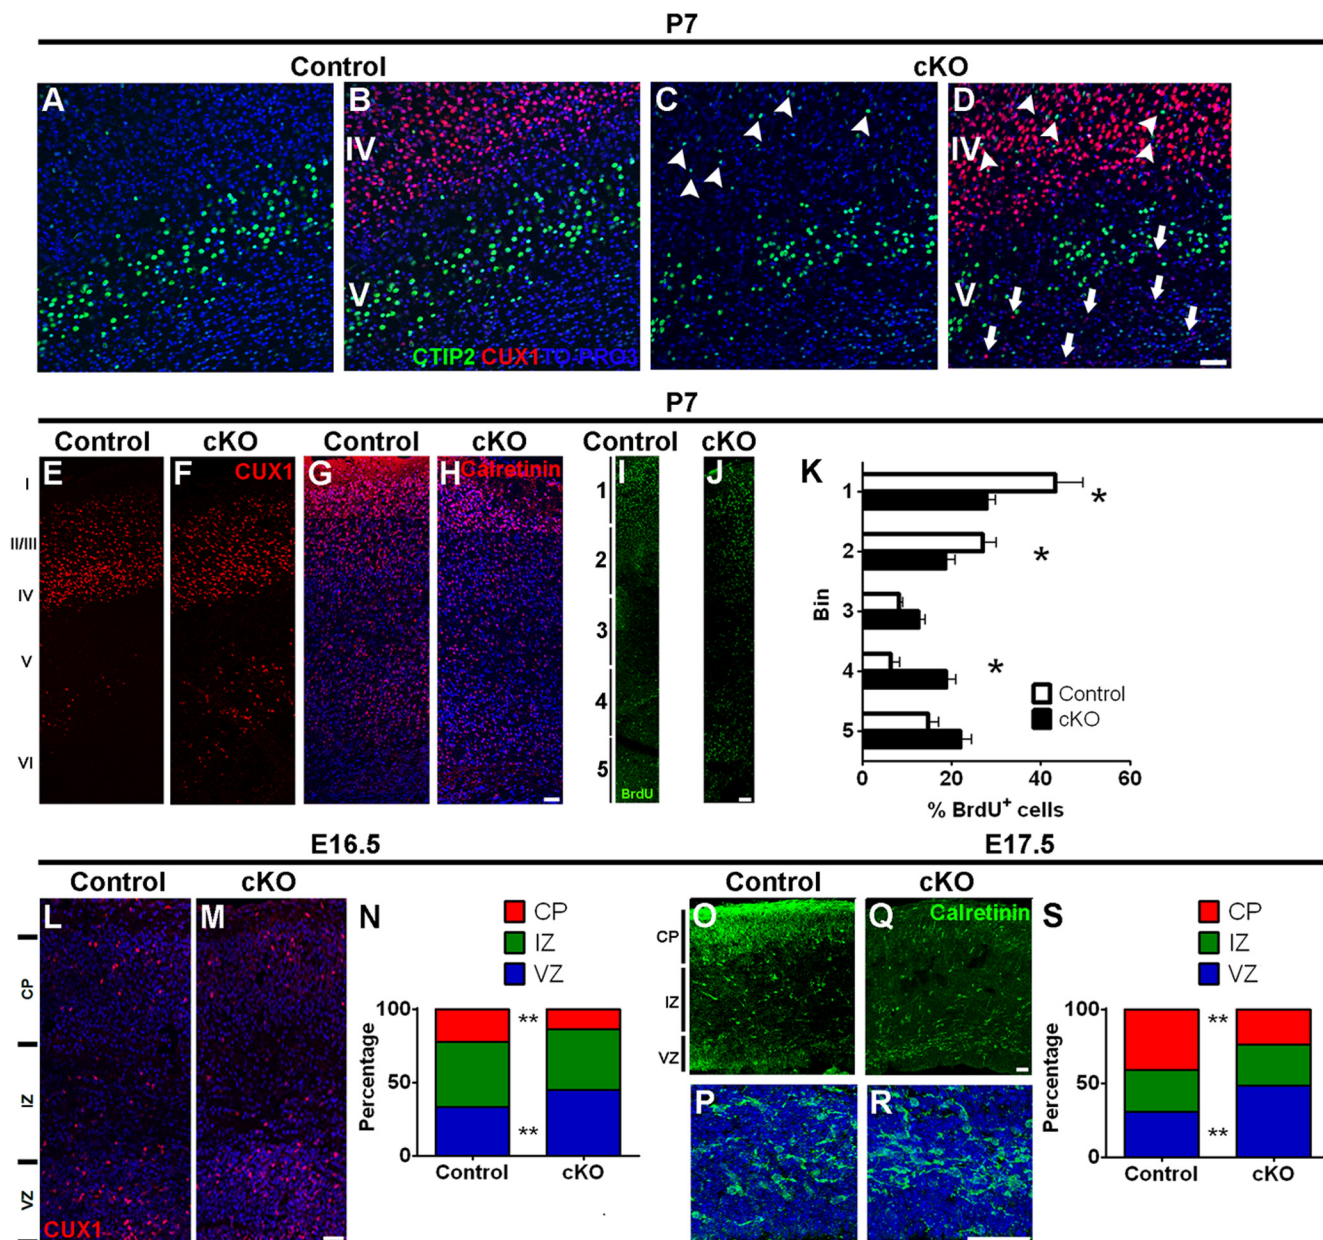 P7
Control cKO
A B C D
IV IV
V V
CTIP2 CUX1 TO-PRO3
P7
Control cKO Control cKO Control cKO
E F CUX1 G H Calretinin I J K
I
II/III
IV
V
VI
1
2
3
4
5
BrdU
Bin
1 *
2 *
3
4 *
5
Control
cKO
0 20 40 60
% BrdU+ cells
E16.5 E17.5
Control cKO Control cKO
L M N O Q Calretinin S
CP
IZ
VZ
CP
IZ
VZ
CP
IZ
VZ
CP
IZ
VZ
Percentage
100
50
0
**
**
Control cKO
P R
Percentage
100
50
0
**
**
Control cKO
CUX1